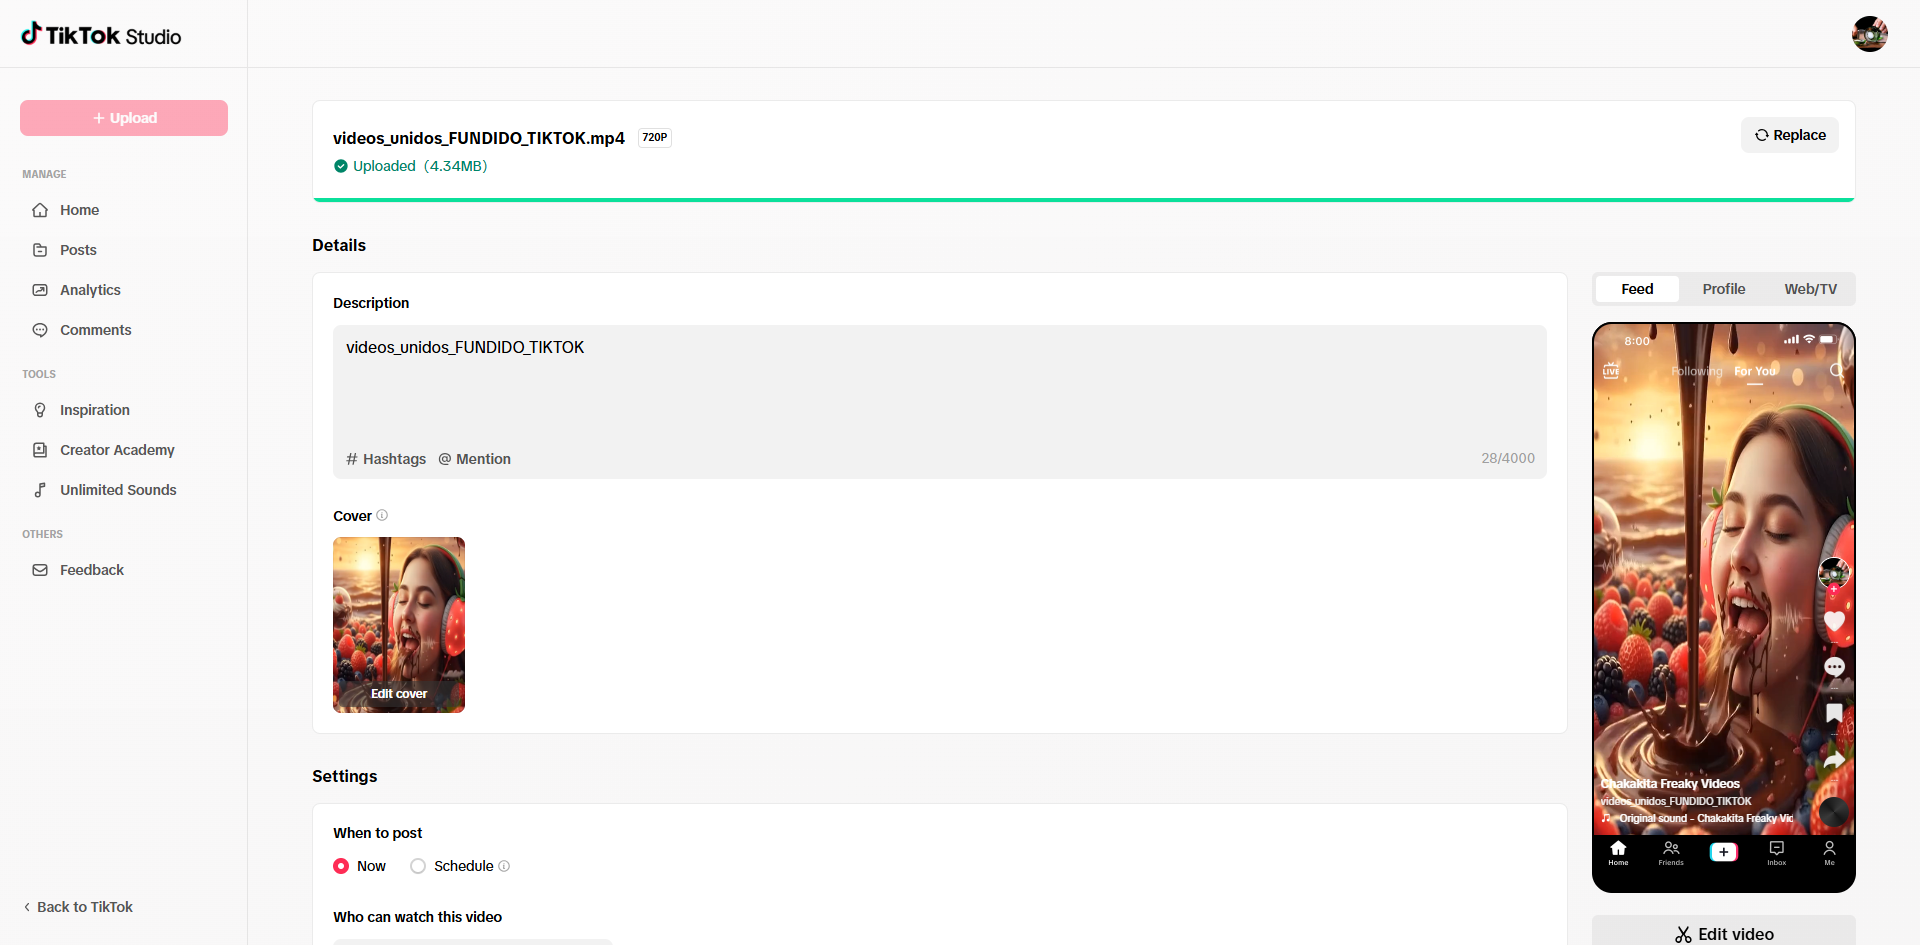 TikTok Studio
+ Upload
MANAGE
Home
Posts
Analytics
Comments
TOOLS
Inspiration
Creator Academy
Unlimited Sounds
OTHERS
Feedback
Back to TikTok
videos_unidos_FUNDIDO_TIKTOK.mp4 720P
Uploaded (4.34MB)
Replace
Details
Description
videos_unidos_FUNDIDO_TIKTOK
# Hashtags @ Mention 28/4000
Cover
Edit cover
Settings
When to post
Now Schedule
Who can watch this video
Feed Profile Web/TV
8:00
LIVE Following For You
Chakakita Freaky Videos
videos_unidos_FUNDIDO_TIKTOK
Original sound - Chakakita Freaky Vid
Home Friends Inbox Me
Edit video